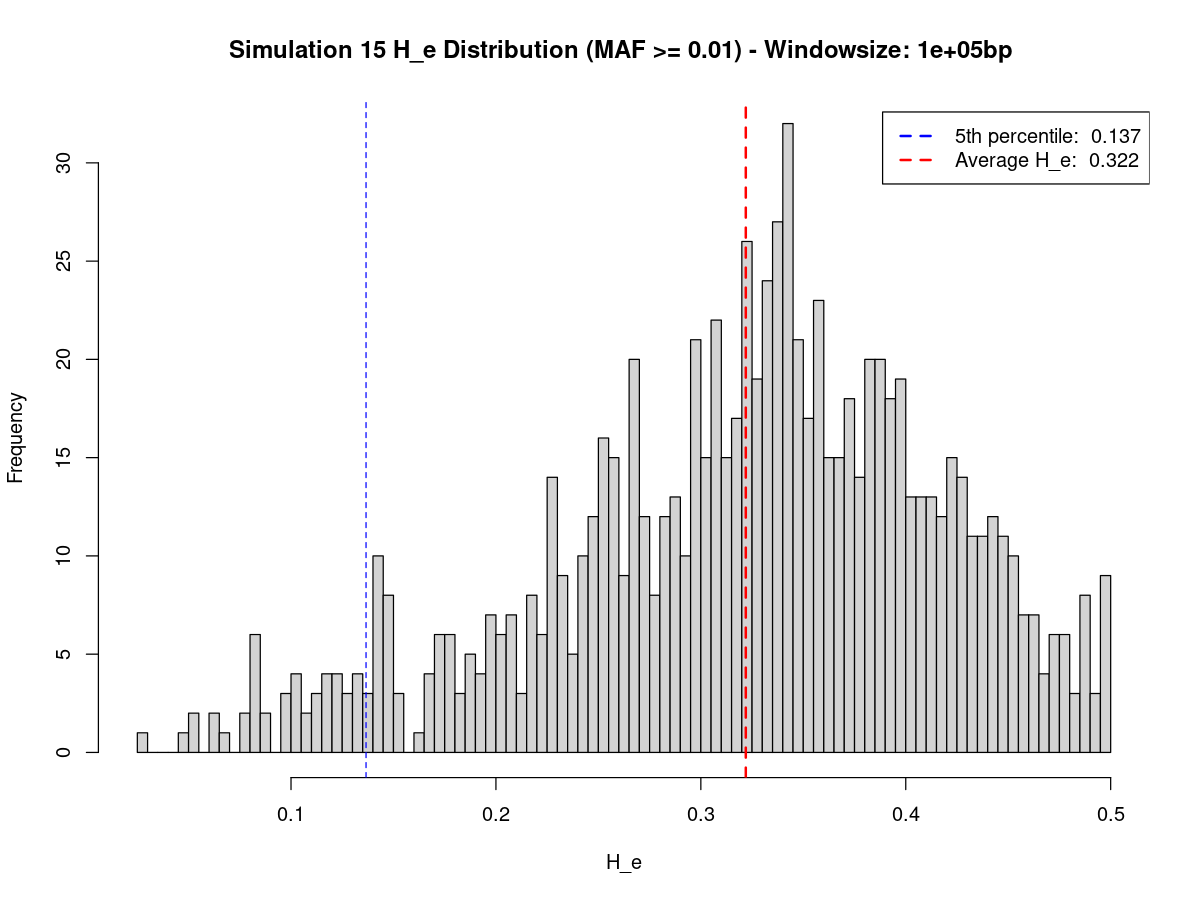 Simulation 15 H_e Distribution (MAF >= 0.01) - Windowsize: 1e+05bp
5th percentile:  0.137
Average H_e:  0.322
Frequency
30
25
20
15
10
5
0
0.1 0.2 0.3 0.4 0.5
H_e